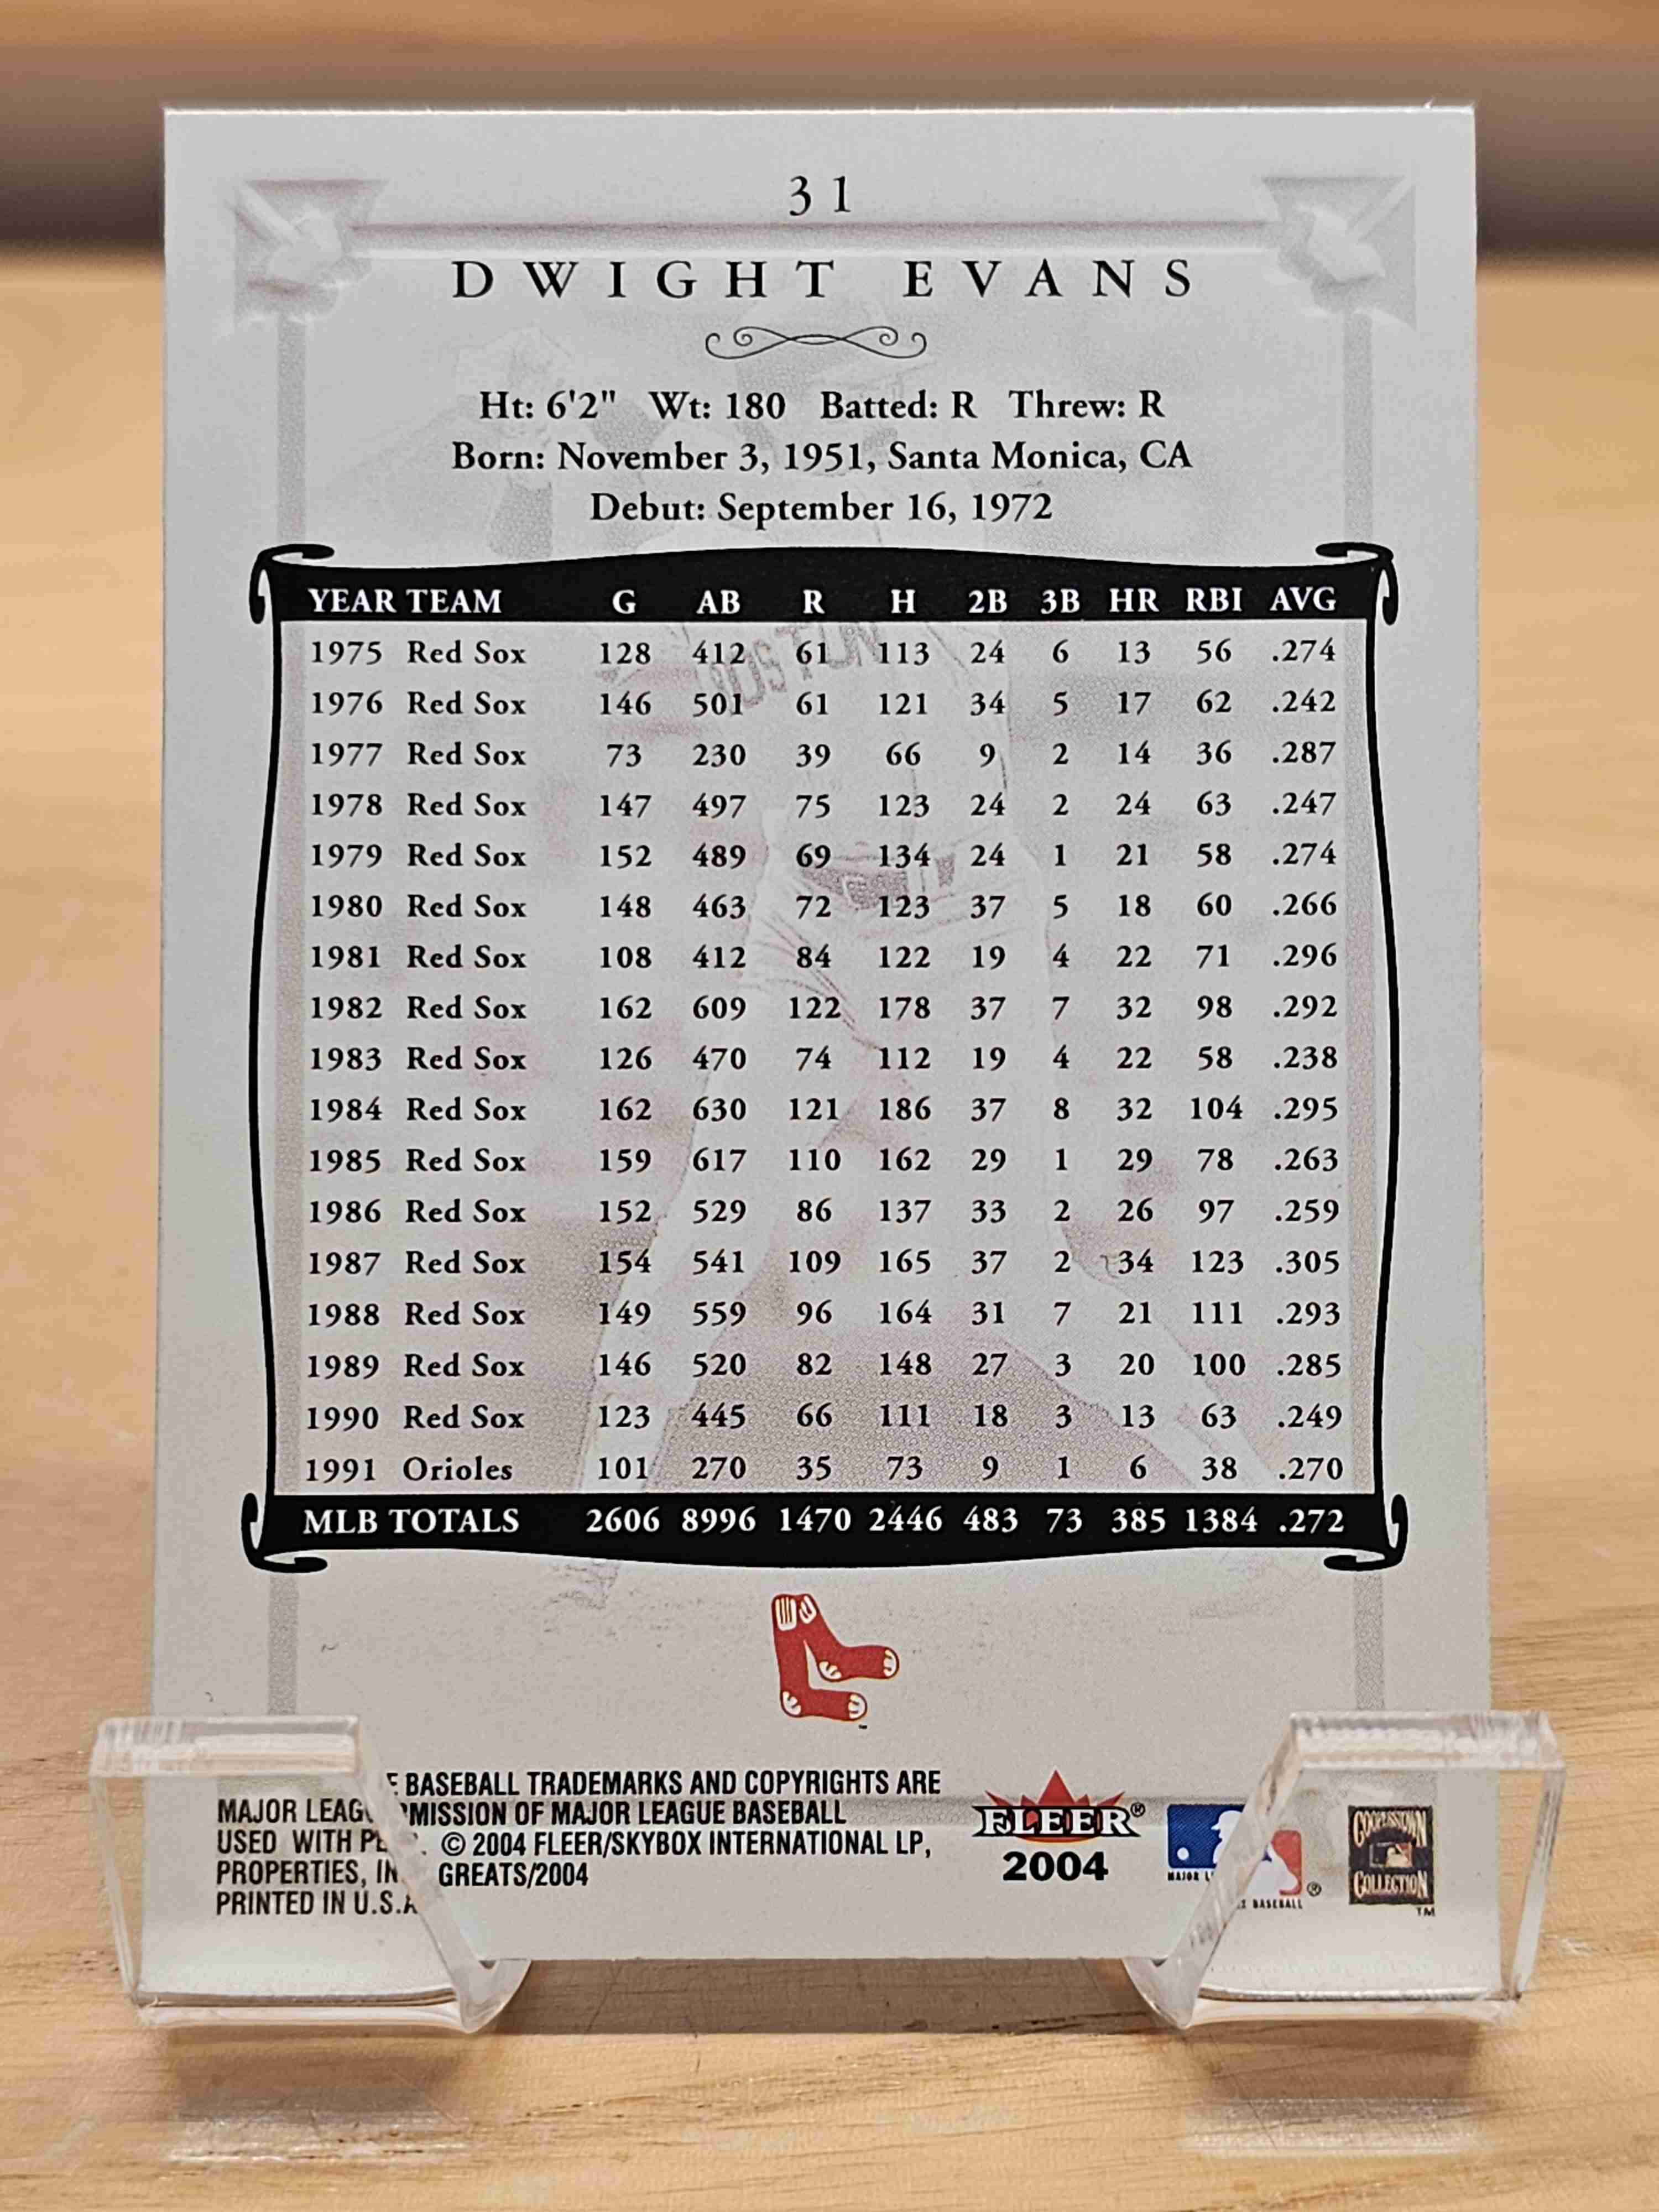 31
DWIGHT EVANS
Ht: 6'2" Wt: 180 Batted: R Threw: R
Born: November 3, 1951, Santa Monica, CA
Debut: September 16, 1972
YEAR TEAM G AB R H 2B 3B HR RBI AVG
1975 Red Sox 128 412 61 113 24 6 13 56 .274
1976 Red Sox 146 501 61 121 34 5 17 62 .242
1977 Red Sox 73 230 39 66 9 2 14 36 .287
1978 Red Sox 147 497 75 123 24 2 24 63 .247
1979 Red Sox 152 489 69 134 24 1 21 58 .274
1980 Red Sox 148 463 72 123 37 5 18 60 .266
1981 Red Sox 108 412 84 122 19 4 22 71 .296
1982 Red Sox 162 609 122 178 37 7 32 98 .292
1983 Red Sox 126 470 74 112 19 4 22 58 .238
1984 Red Sox 162 630 121 186 37 8 32 104 .295
1985 Red Sox 159 617 110 162 29 1 29 78 .263
1986 Red Sox 152 529 86 137 33 2 26 97 .259
1987 Red Sox 154 541 109 165 37 2 34 123 .305
1988 Red Sox 149 559 96 164 31 7 21 111 .293
1989 Red Sox 146 520 82 148 27 3 20 100 .285
1990 Red Sox 123 445 66 111 18 3 13 63 .249
1991 Orioles 101 270 35 73 9 1 6 38 .270
MLB TOTALS 2606 8996 1470 2446 483 73 385 1384 .272
BASEBALL TRADEMARKS AND COPYRIGHTS ARE
MAJOR OF MAJOR LEAGUE BASEBALL
USED WITH © 2004 FLEER/SKYBOX INTERNATIONAL LP,
PROPERTIES, GREATS/2004
PRINTED IN U.S.A
FLEER®
2004
MAJOR BASEBALL ®
COOPERSTOWN
COLLECTION
TM